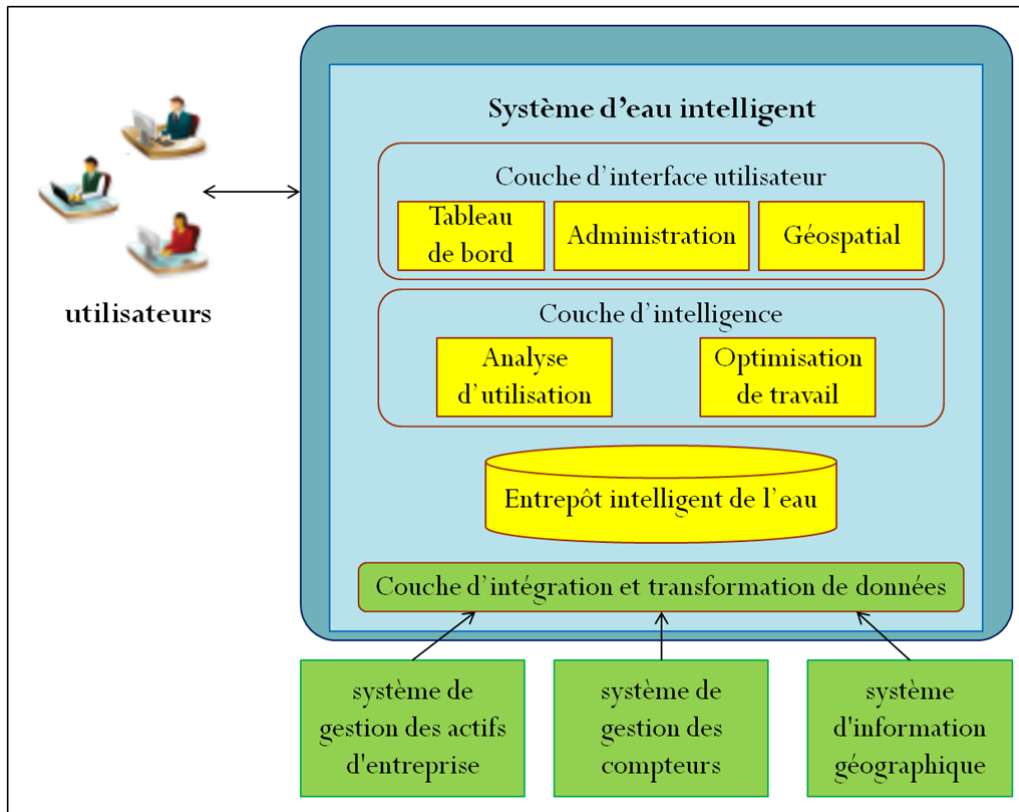 Système d’eau intelligent
Couche d’interface utilisateur
Tableau
de bord
Administration
Géospatial
utilisateurs
Couche d’intelligence
Analyse
d’utilisation
Optimisation
de travail
Entrepôt intelligent de l’eau
Couche d’intégration et transformation de données
système de
gestion des actifs
d'entreprise
système de
gestion des
compteurs
système
d'information
géographique